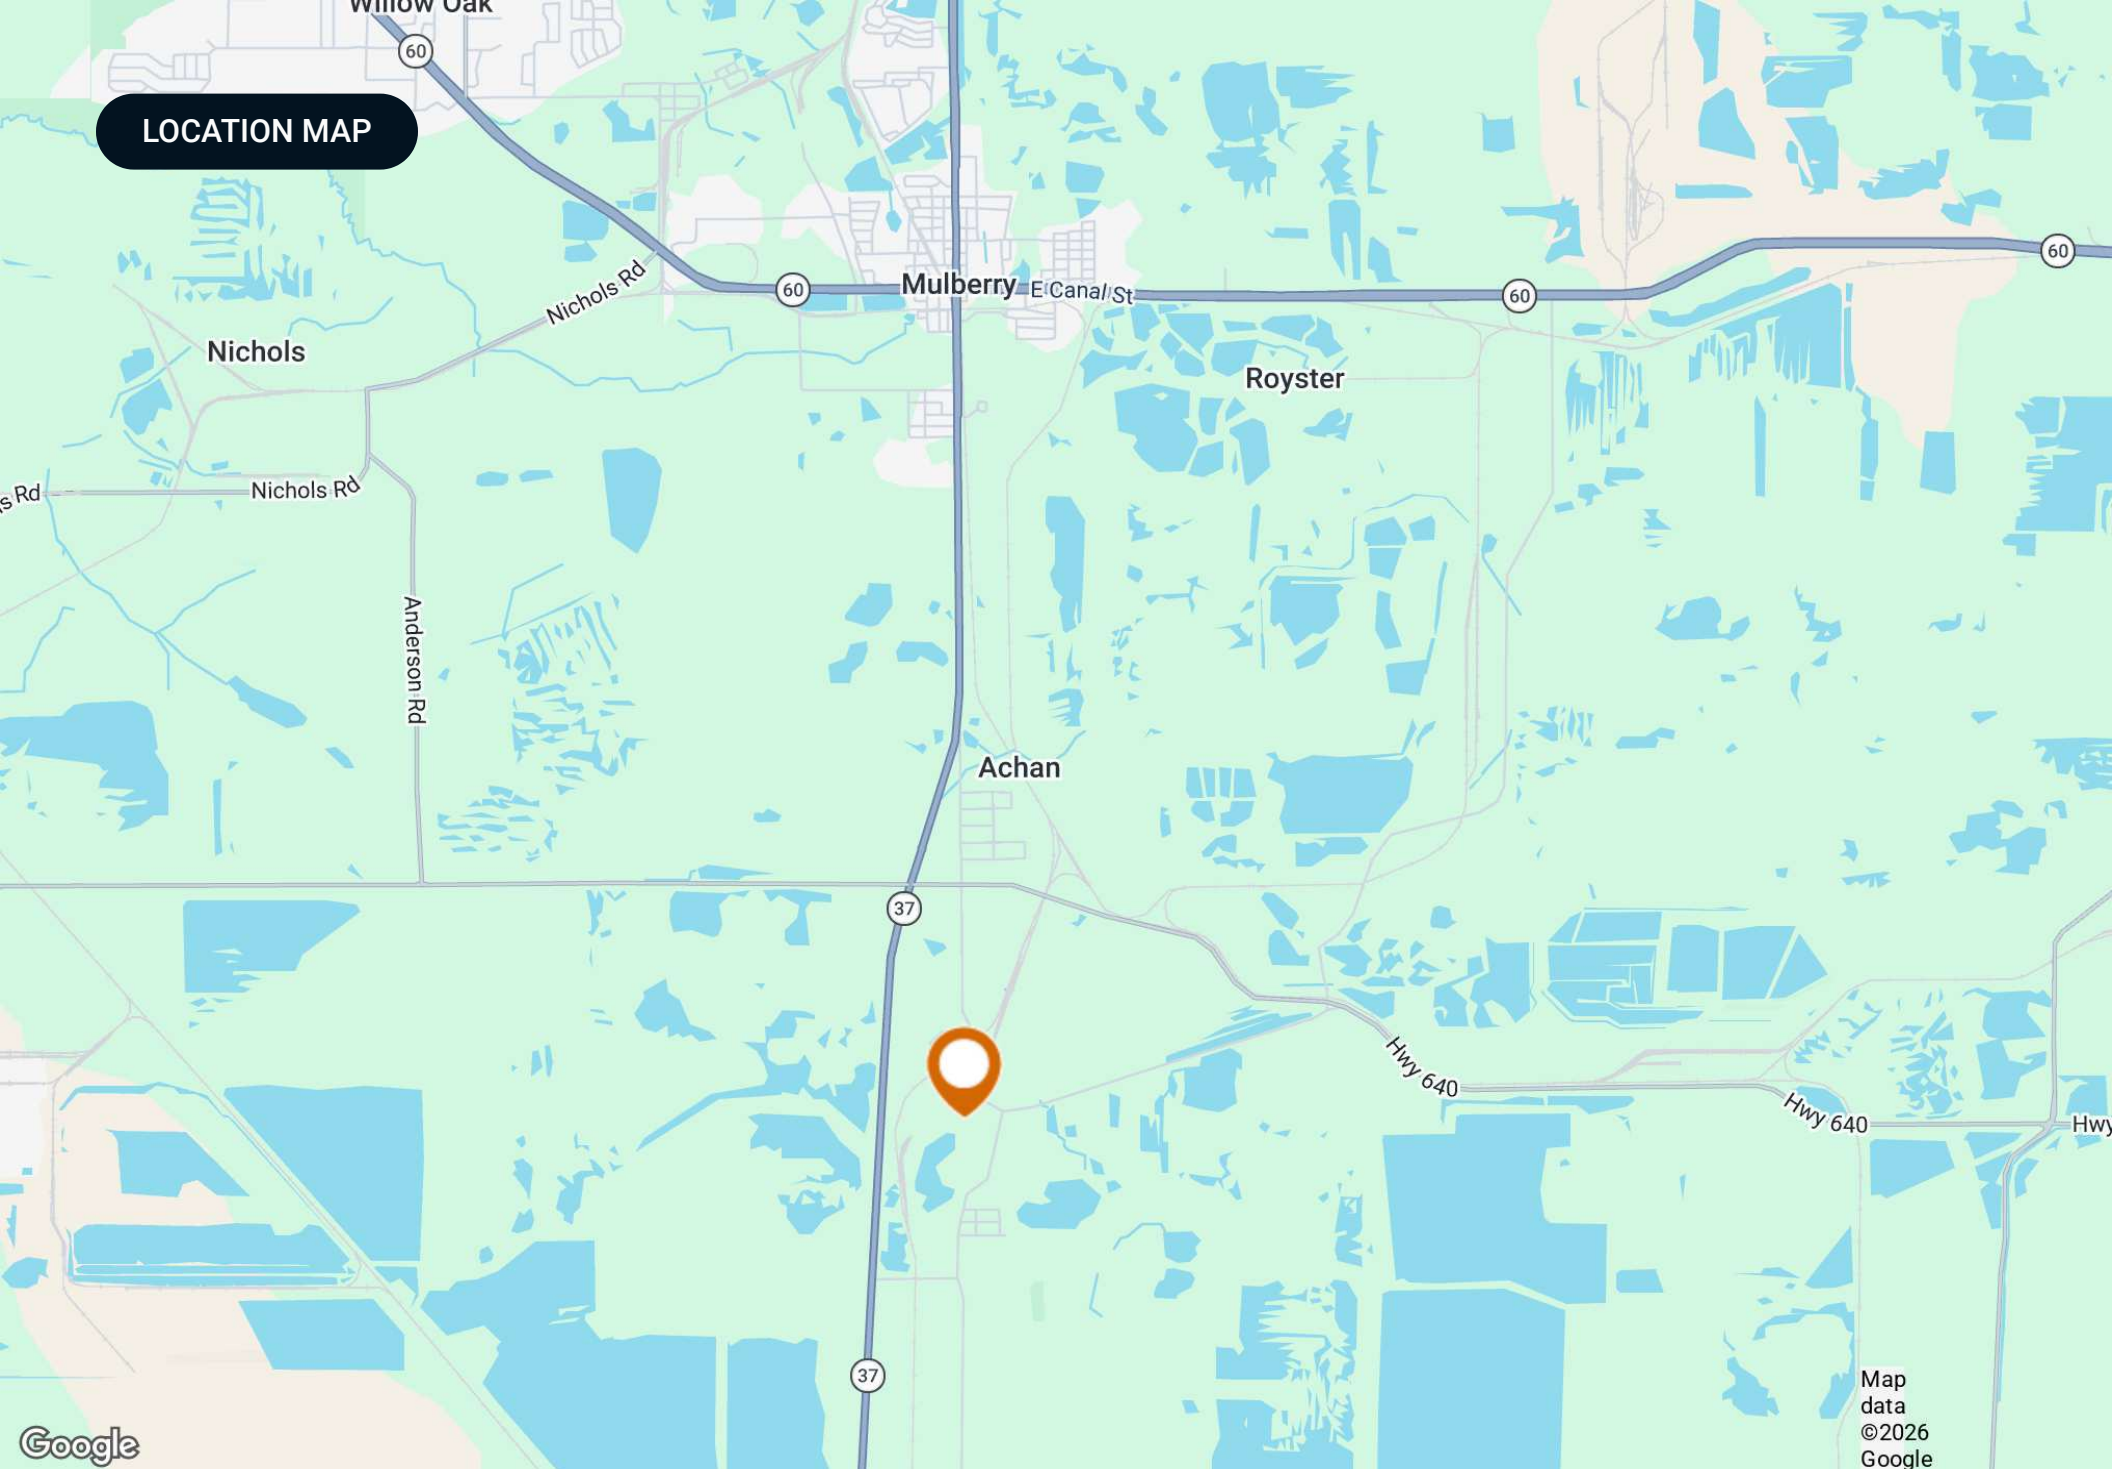 Willow Oak
60
LOCATION MAP
60
Mulberry
E Canal St
60
60
Nichols Rd
Nichols
Royster
Nichols Rd
s Rd
Anderson Rd
Achan
37
Hwy 640
Hwy 640
Hwy
37
Map
data
©2026
Google
Google